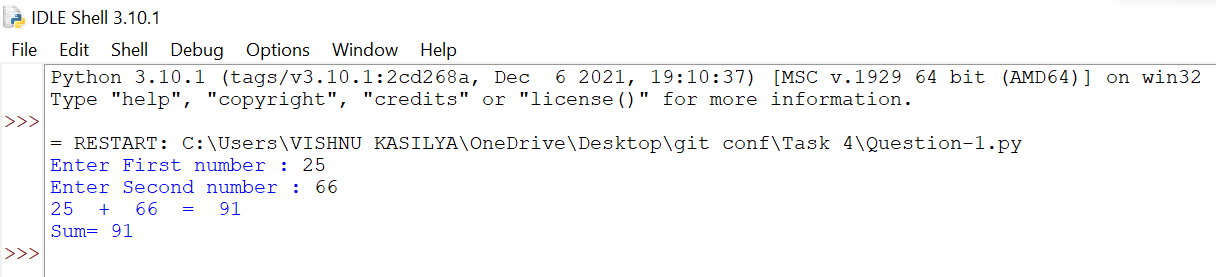 IDLE Shell 3.10.1
File Edit Shell Debug Options Window Help
Python 3.10.1 (tags/v3.10.1:2cd268a, Dec  6 2021, 19:10:37) [MSC v.1929 64 bit (AMD64)] on win32
Type "help", "copyright", "credits" or "license()" for more information.
>>>
= RESTART: C:\Users\VISHNU KASILYA\OneDrive\Desktop\git conf\Task 4\Question-1.py
Enter First number : 25
Enter Second number : 66
25  +  66  =  91
Sum= 91
>>>